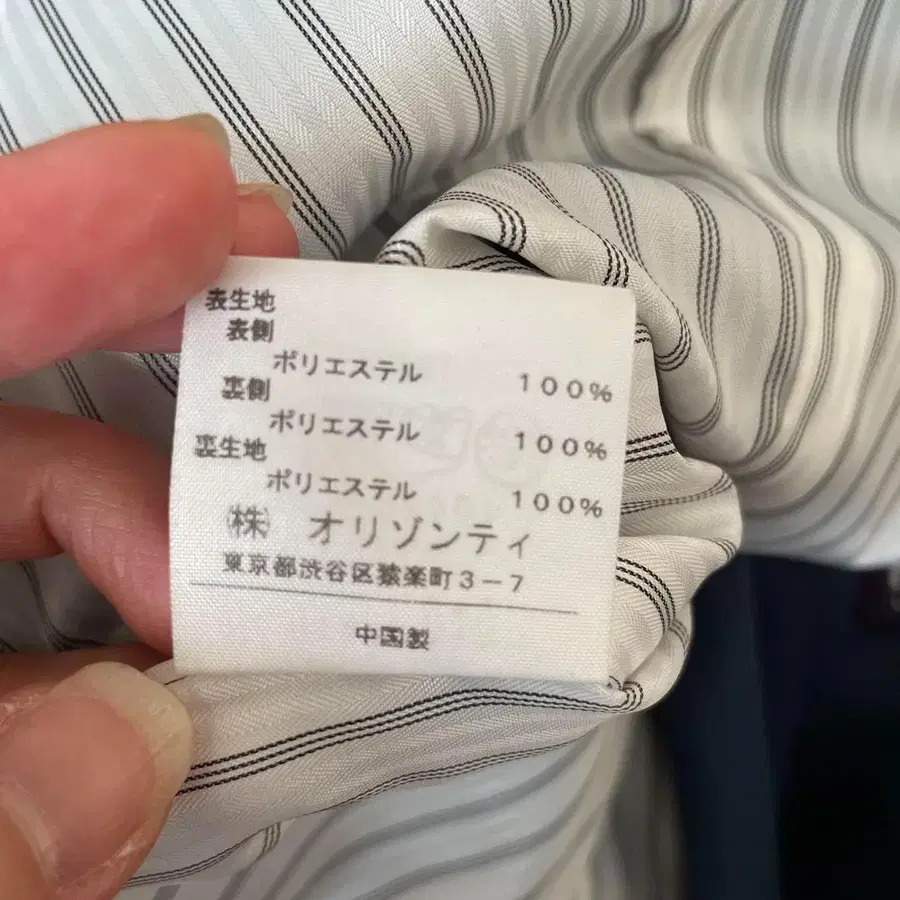 表生地
表側
ポリエステル 100%
裏側
ポリエステル 100%
裏生地
ポリエステル 100%
㈱ オリゾンティ
東京都渋谷区猿楽町3-7
中国製